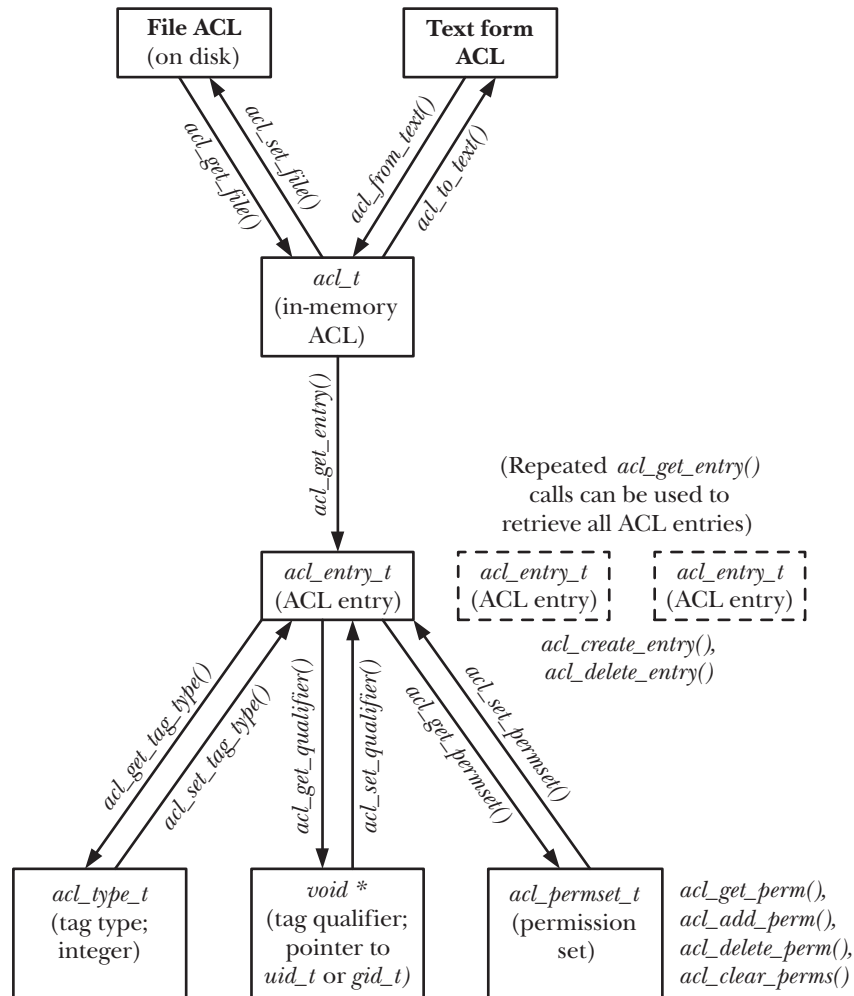 File ACL
(on disk)
Text form
ACL
acl_get_file()
acl_set_file()
acl_from_text()
acl_to_text()
acl_t
(in-memory
ACL)
acl_get_entry()
(Repeated acl_get_entry()
calls can be used to
retrieve all ACL entries)
acl_entry_t
(ACL entry)
acl_entry_t
(ACL entry)
acl_entry_t
(ACL entry)
acl_create_entry(),
acl_delete_entry()
acl_get_tag_type()
acl_set_tag_type()
acl_get_qualifier()
acl_set_qualifier()
acl_get_permset()
acl_set_permset()
acl_type_t
(tag type;
integer)
void *
(tag qualifier;
pointer to
uid_t or gid_t)
acl_permset_t
(permission
set)
acl_get_perm(),
acl_add_perm(),
acl_delete_perm(),
acl_clear_perms()